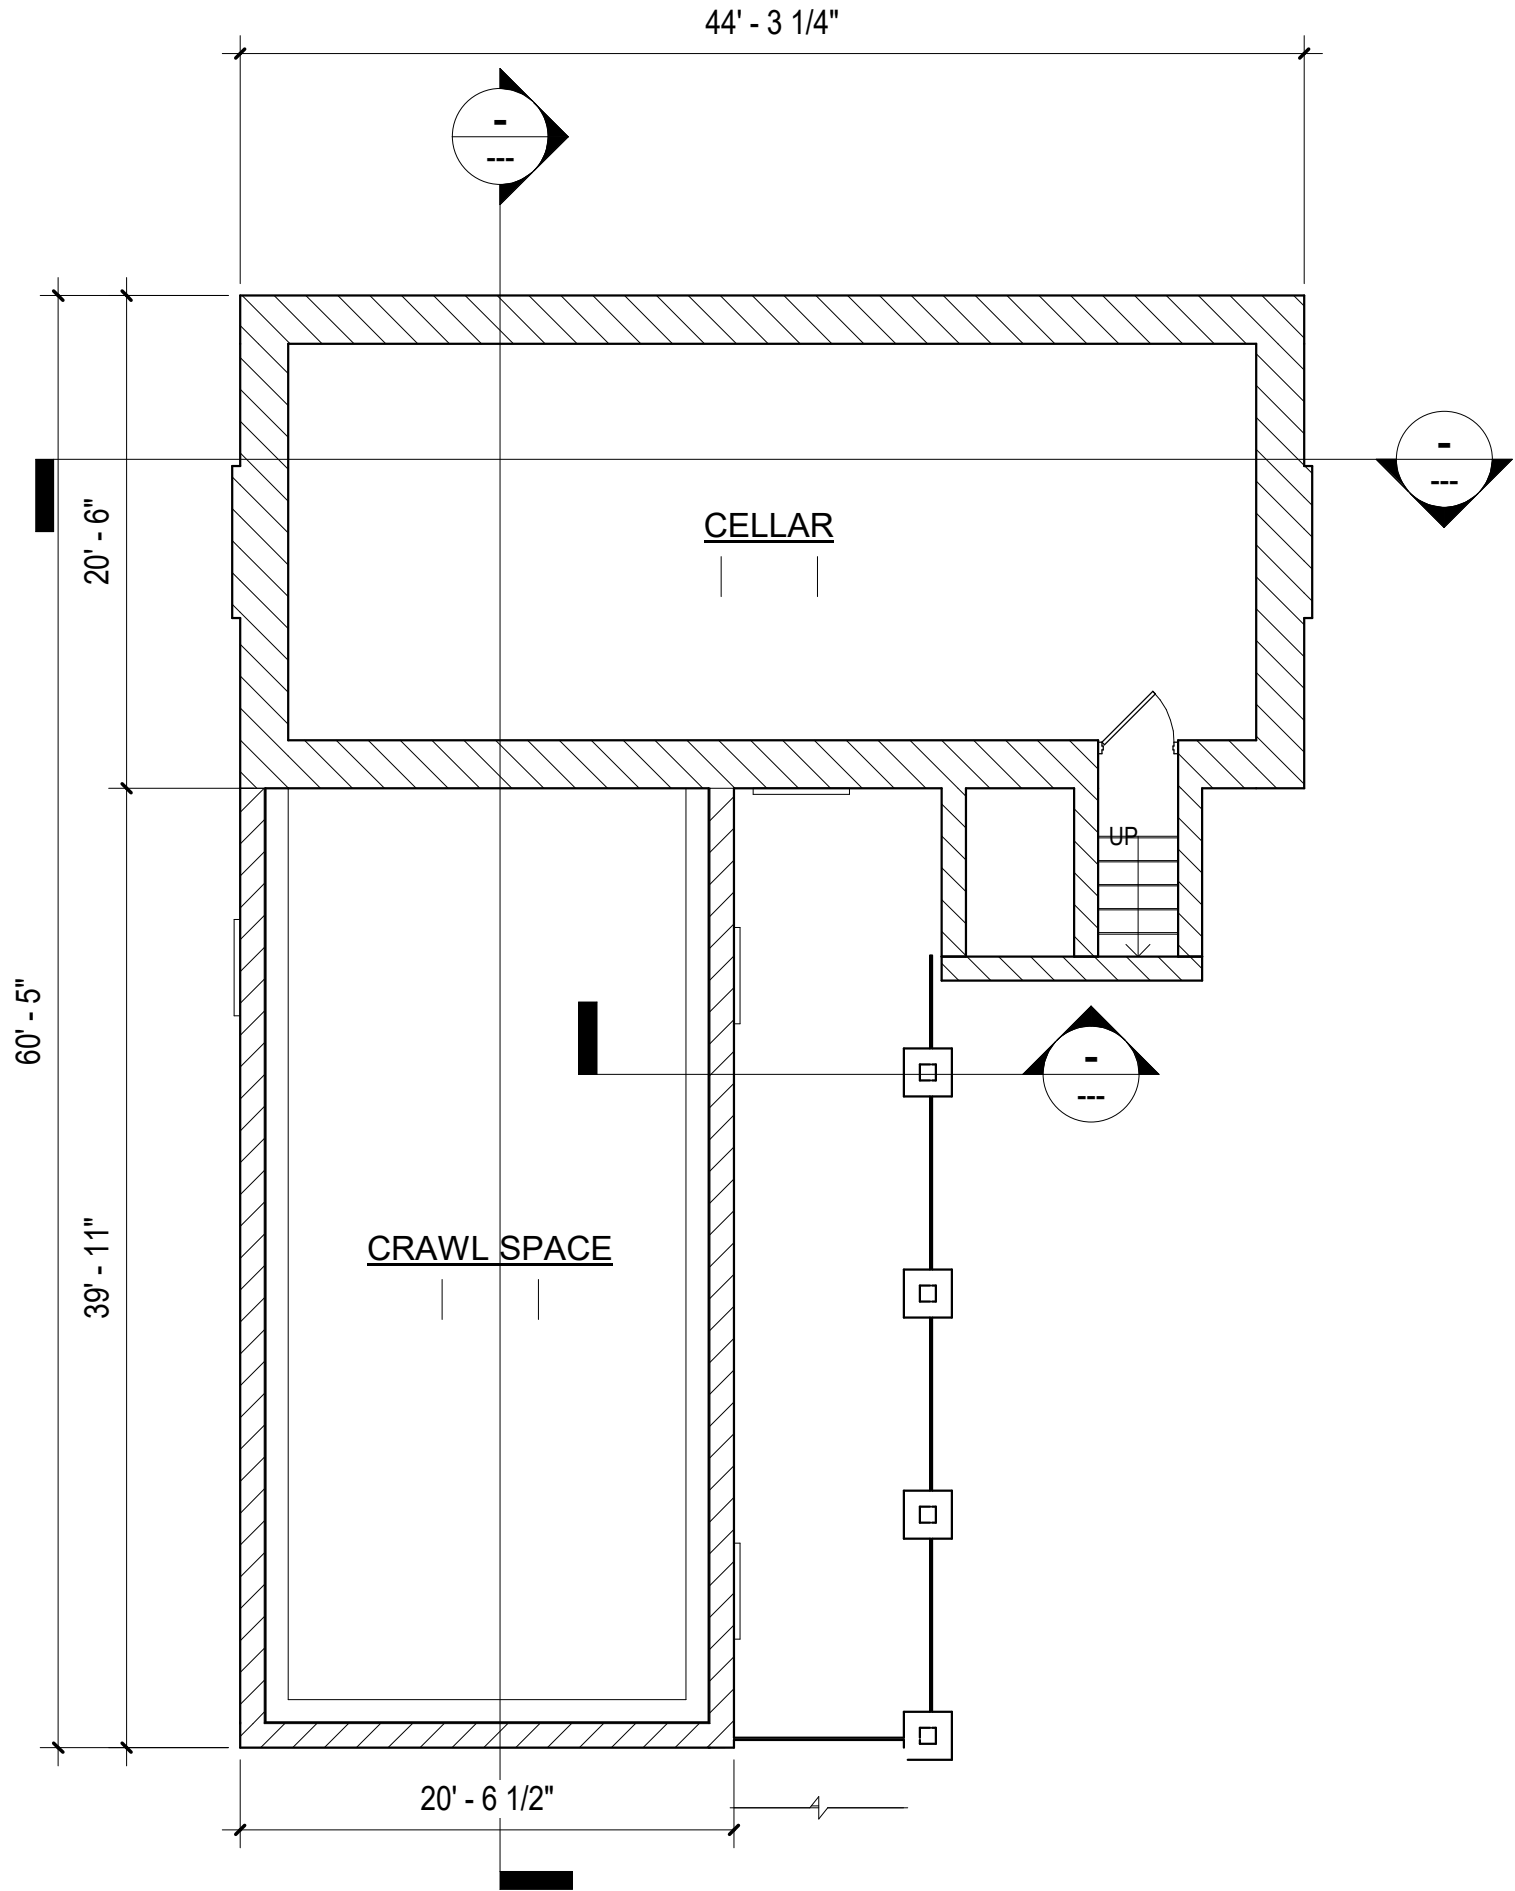 44' - 3 1/4"
-
---
-
---
20' - 6"
CELLAR
UP
60' - 5"
-
---
39' - 11"
CRAWL SPACE
20' - 6 1/2"